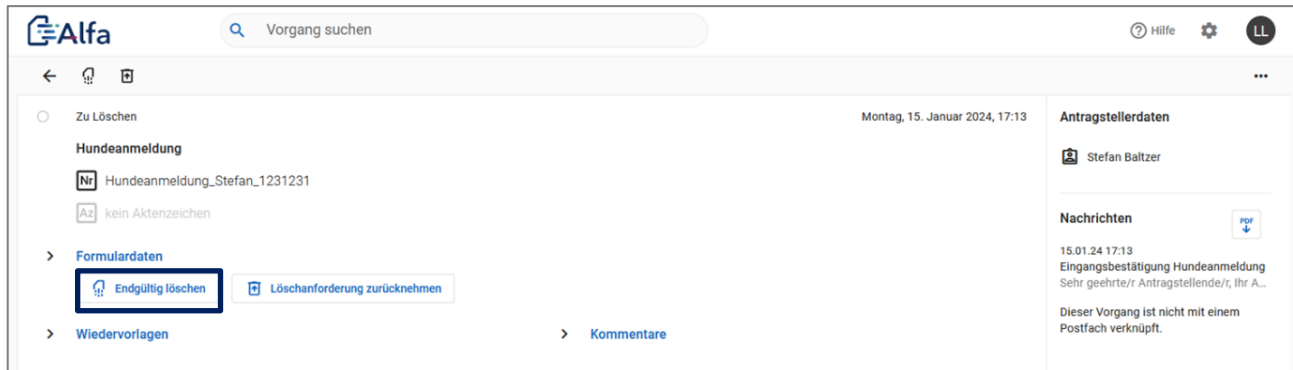 Alfa
Vorgang suchen
Hilfe
LL
Zu Löschen
Montag, 15. Januar 2024, 17:13
Hundeanmeldung
Nr Hundeanmeldung_Stefan_1231231
Az kein Aktenzeichen
Formulardaten
Endgültig löschen
Löschanforderung zurücknehmen
Wiedervorlagen
Kommentare
Antragstellerdaten
Stefan Baltzer
Nachrichten
PDF
15.01.24 17:13
Eingangsbestätigung Hundeanmeldung
Sehr geehrte/r Antragstellende/r, Ihr A...
Dieser Vorgang ist nicht mit einem
Postfach verknüpft.